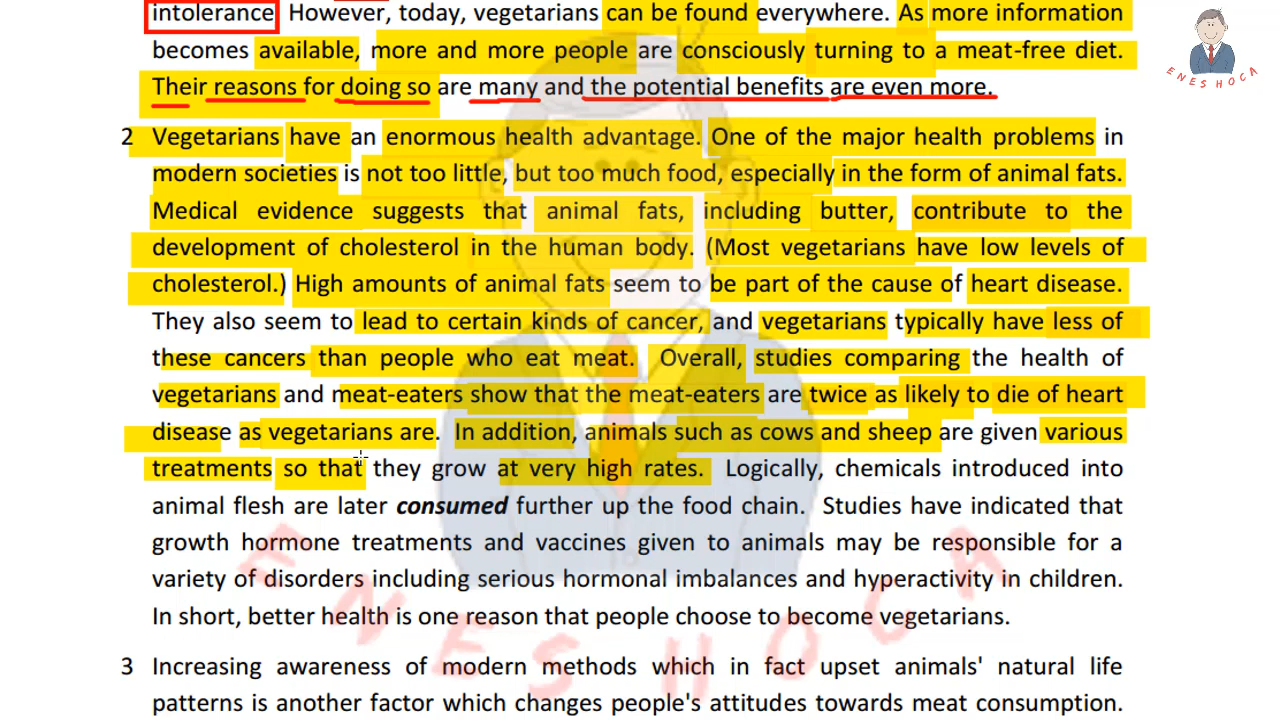 intolerance However, today, vegetarians can be found everywhere. As more information
becomes available, more and more people are consciously turning to a meat-free diet.
Their reasons for doing so are many and the potential benefits are even more.
2 Vegetarians have an enormous health advantage. One of the major health problems in
modern societies is not too little, but too much food, especially in the form of animal fats.
Medical evidence suggests that animal fats, including butter, contribute to the
development of cholesterol in the human body. (Most vegetarians have low levels of
cholesterol.) High amounts of animal fats seem to be part of the cause of heart disease.
They also seem to lead to certain kinds of cancer, and vegetarians typically have less of
these cancers than people who eat meat. Overall, studies comparing the health of
vegetarians and meat-eaters show that the meat-eaters are twice as likely to die of heart
disease as vegetarians are. In addition, animals such as cows and sheep are given various
treatments so that they grow at very high rates. Logically, chemicals introduced into
animal flesh are later consumed further up the food chain. Studies have indicated that
growth hormone treatments and vaccines given to animals may be responsible for a
variety of disorders including serious hormonal imbalances and hyperactivity in children.
In short, better health is one reason that people choose to become vegetarians.
3 Increasing awareness of modern methods which in fact upset animals' natural life
patterns is another factor which changes people's attitudes towards meat consumption.
ENES HOCA
ENES HOCA